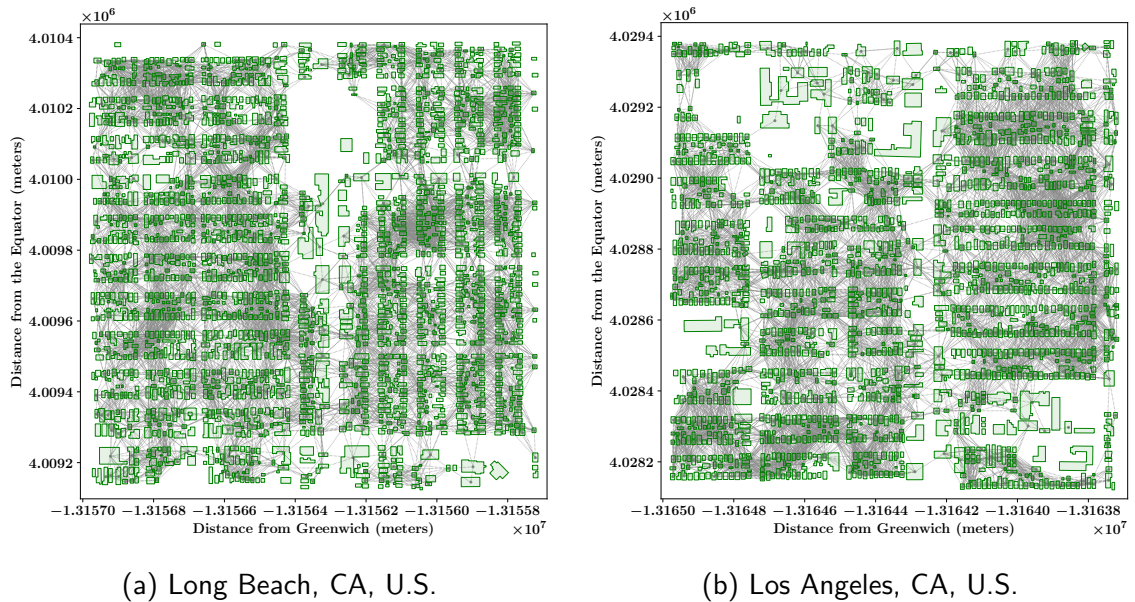 ×10⁶
4.0104
4.0102
4.0100
4.0098
4.0096
4.0094
4.0092
Distance from the Equator (meters)
−1.31570 −1.31568 −1.31566 −1.31564 −1.31562 −1.31560 −1.31558
Distance from Greenwich (meters) ×10⁷
(a) Long Beach, CA, U.S.
×10⁶
4.0294
4.0292
4.0290
4.0288
4.0286
4.0284
4.0282
Distance from the Equator (meters)
−1.31650 −1.31648 −1.31646 −1.31644 −1.31642 −1.31640 −1.31638
Distance from Greenwich (meters) ×10⁷
(b) Los Angeles, CA, U.S.